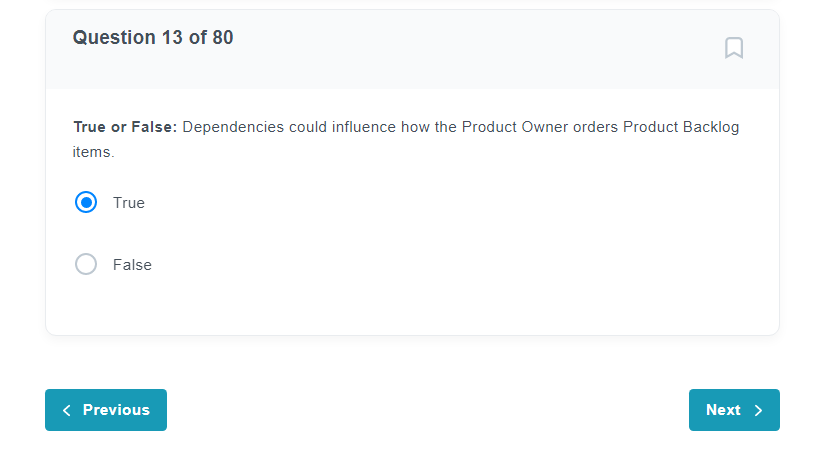 Question 13 of 80
True or False: Dependencies could influence how the Product Owner orders Product Backlog
items.
True
False
Previous
Next